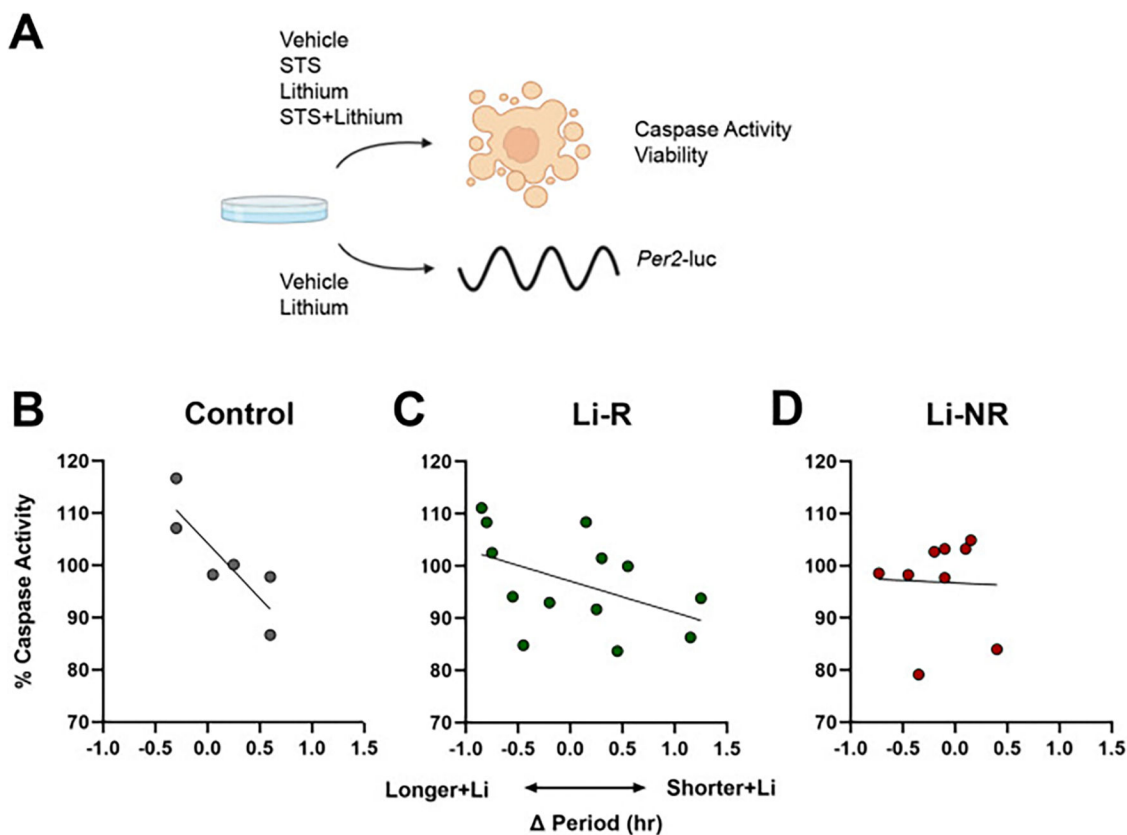 A
Vehicle
STS
Lithium
STS+Lithium
Caspase Activity
Viability
Per2-luc
Vehicle
Lithium
B
Control
C
Li-R
D
Li-NR
% Caspase Activity
120
110
100
90
80
70
-1.0 -0.5 0.0 0.5 1.0 1.5
120
110
100
90
80
70
-1.0 -0.5 0.0 0.5 1.0 1.5
120
110
100
90
80
70
-1.0 -0.5 0.0 0.5 1.0 1.5
Longer+Li
Shorter+Li
Δ Period (hr)